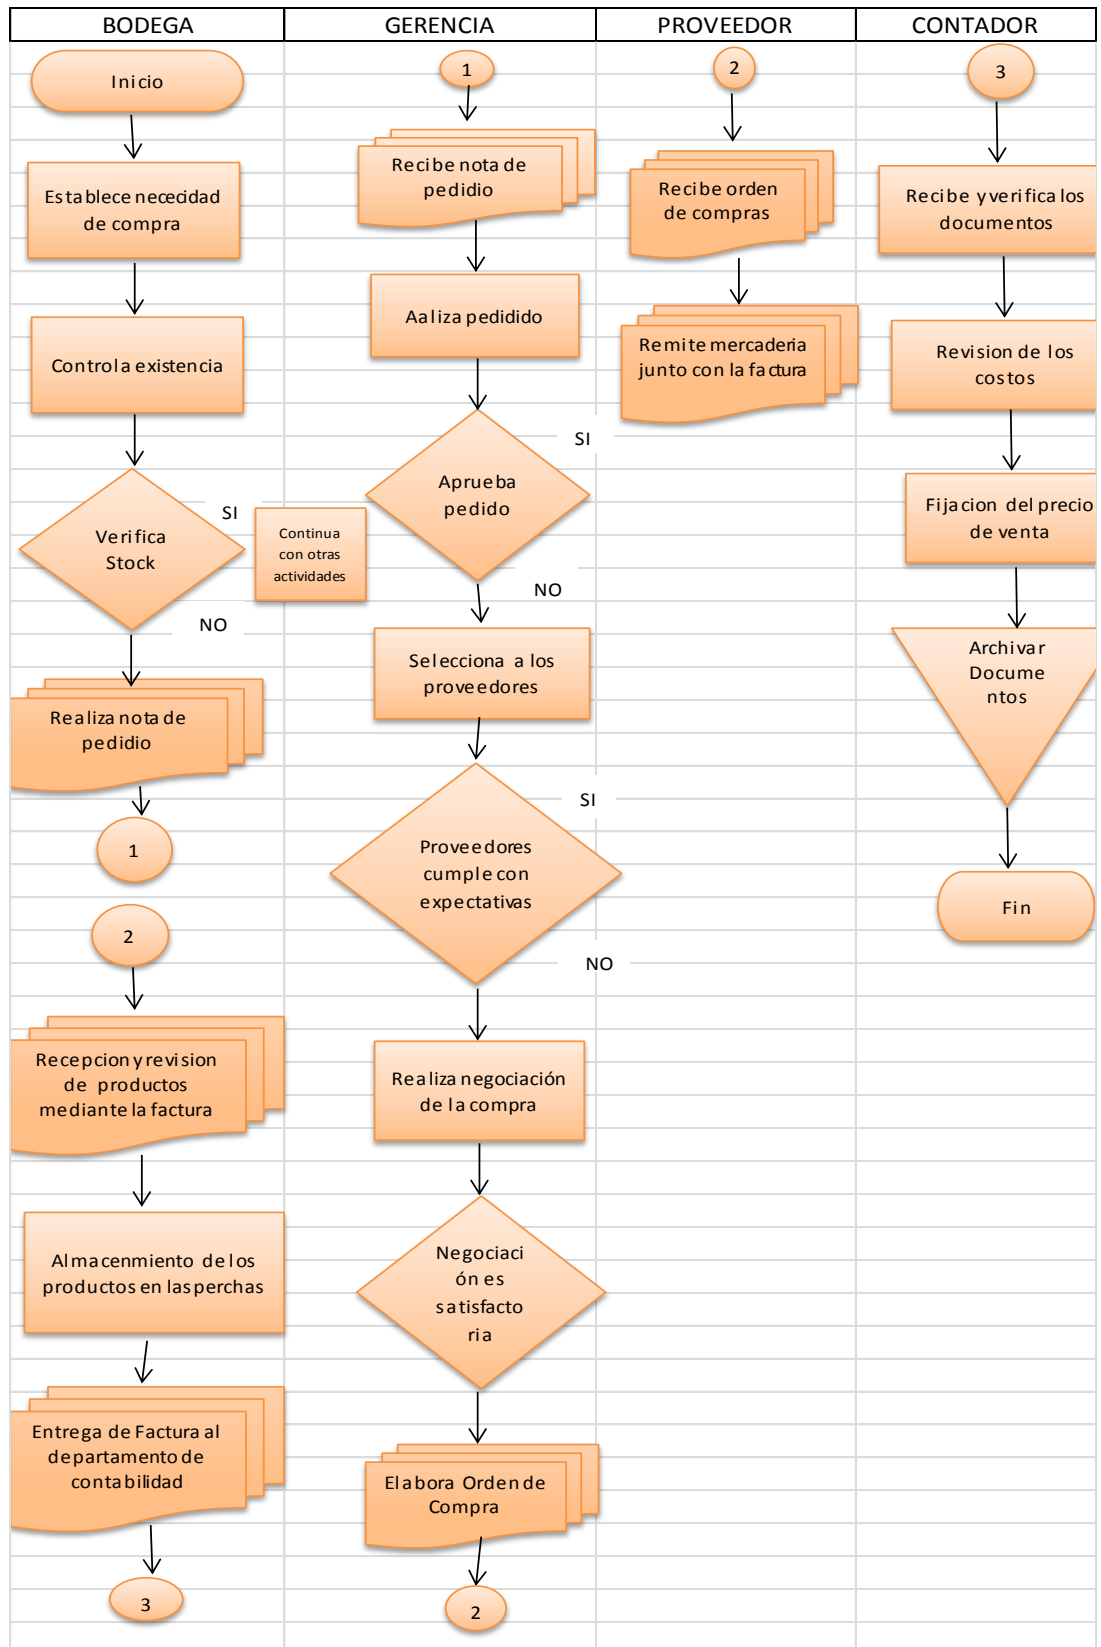 BODEGA
GERENCIA
PROVEEDOR
CONTADOR
Inicio
Establece nececidad
de compra
Controla existencia
Verifica
Stock
SI
Continua
con otras
actividades
NO
Realiza nota de
pedidio
1
2
Recepcion y revision
de productos
mediante la factura
Almacenmiento de los
productos en las perchas
Entrega de Factura al
departamento de
contabilidad
3
1
Recibe nota de
pedidio
Aaliza pedidido
Aprueba
pedido
SI
NO
Selecciona a los
proveedores
Proveedores
cumple con
expectativas
SI
NO
Realiza negociación
de la compra
Negociaci
ón es
satisfacto
ria
Elabora Orden de
Compra
2
2
Recibe orden
de compras
Remite mercaderia
junto con la factura
3
Recibe y verifica los
documentos
Revision de los
costos
Fijacion del precio
de venta
Archivar
Docume
ntos
Fin